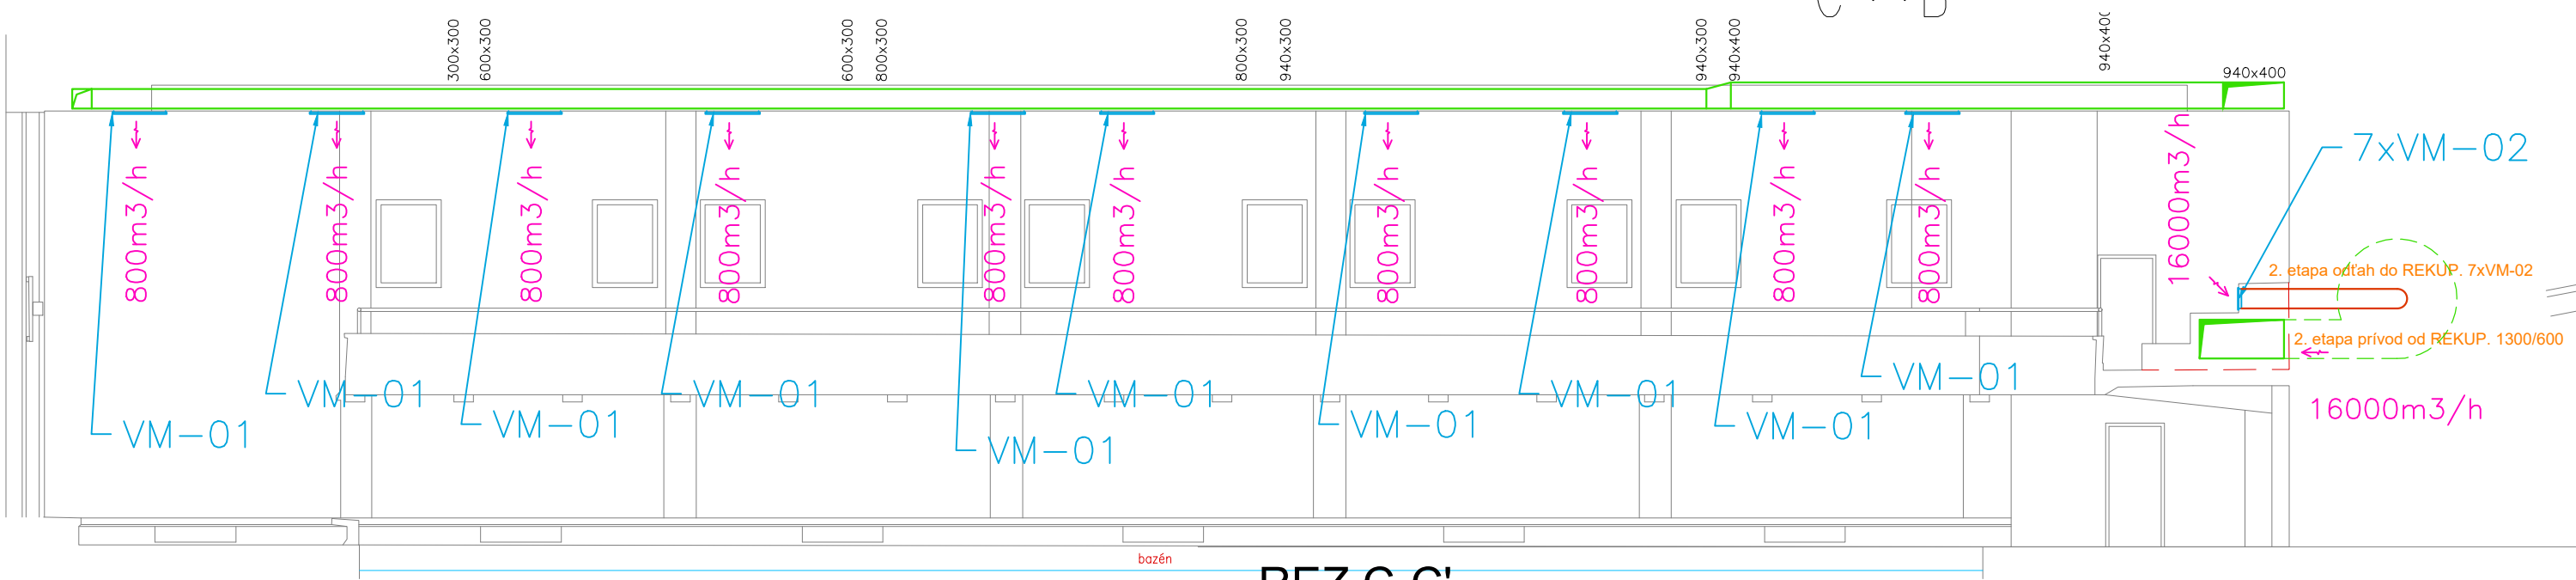 300x300
600x300
600x300
800x300
800x300
940x300
940x300
940x400
940x400
800m3/h
800m3/h
800m3/h
800m3/h
800m3/h
800m3/h
800m3/h
800m3/h
800m3/h
800m3/h
16000m3/h
7xVM-02
2. etapa odťah do REKUP. 7xVM-02
2. etapa prívod od REKUP. 1300/600
16000m3/h
VM-01
VM-01
VM-01
VM-01
VM-01
VM-01
VM-01
VM-01
VM-01
VM-01
bazén